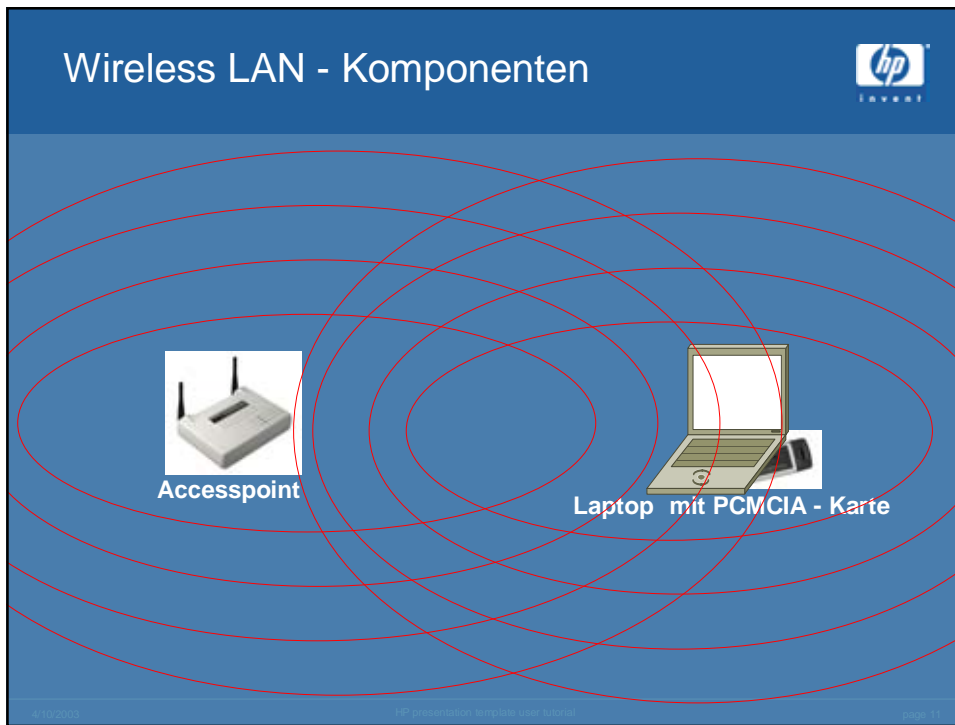 Wireless LAN - Komponenten
hp
invent
Accesspoint
Laptop mit PCMCIA - Karte
4/10/2003
HP presentation template user tutorial
page 11